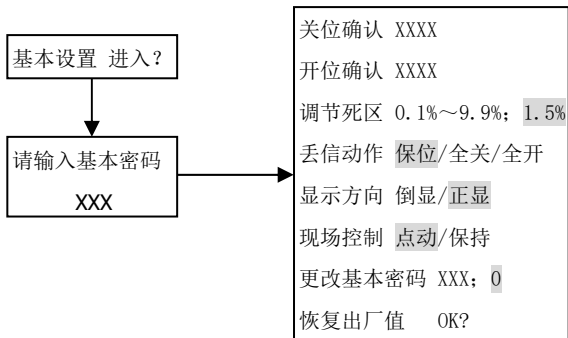 基本设置 进入？
请输入基本密码
XXX
关位确认 XXXX
开位确认 XXXX
调节死区 0.1%～9.9%; 1.5%
丢信动作 保位/全关/全开
显示方向 倒显/正显
现场控制 点动/保持
更改基本密码 XXX; 0
恢复出厂值 OK?